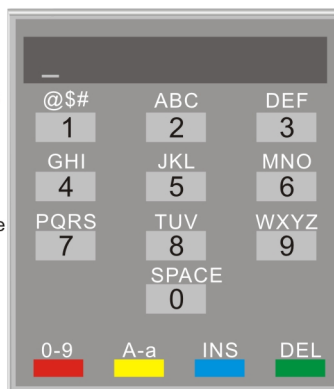 _
@$# ABC DEF
1 2 3
GHI JKL MNO
4 5 6
e PQRS TUV WXYZ
7 8 9
SPACE
0
0-9 A-a INS DEL